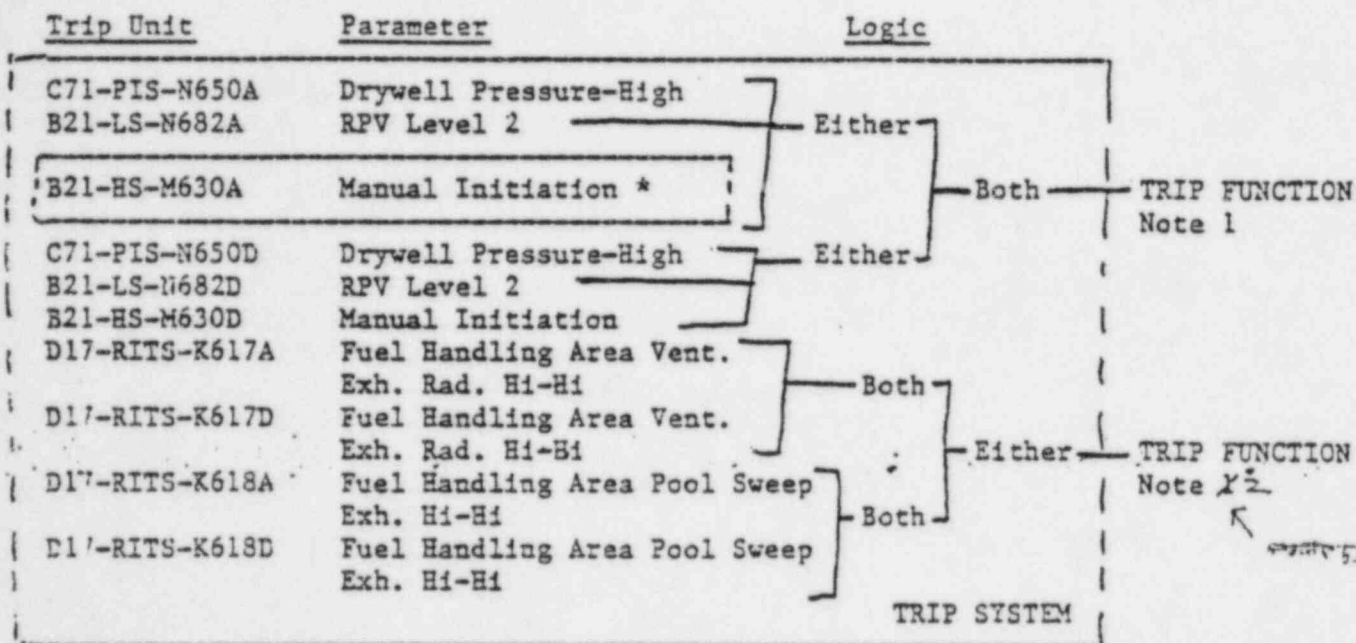 Trip Unit Parameter Logic
C71-PIS-N650A Drywell Pressure-High
B21-LS-N682A RPV Level 2 Either
B21-HS-M630A Manual Initiation * Both TRIP FUNCTION
Note 1
C71-PIS-N650D Drywell Pressure-High Either
B21-LS-N682D RPV Level 2
B21-HS-M630D Manual Initiation
D17-RITS-K617A Fuel Handling Area Vent.
Exh. Rad. Hi-Hi Both
D17-RITS-K617D Fuel Handling Area Vent.
Exh. Rad. Hi-Hi Either TRIP FUNCTION
D17-RITS-K618A Fuel Handling Area Pool Sweep Note 2
Exh. Hi-Hi Both
D17-RITS-K618D Fuel Handling Area Pool Sweep
Exh. Hi-Hi
TRIP SYSTEM